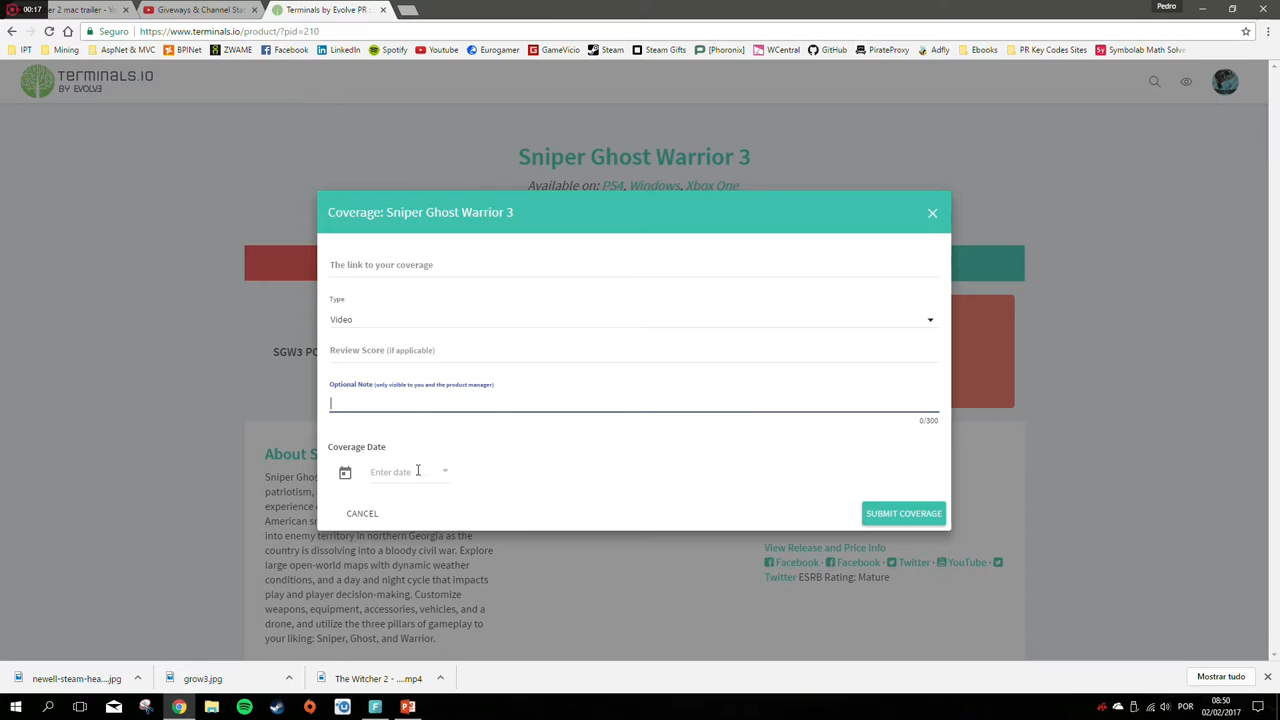 00:17
er 2 mac trailer - Yo
Giveways & Channel Stat
Terminals by Evolve PR
Pedro
Seguro
https://www.terminals.io/product/?pid=210
IPT
Mining
AspNet & MVC
BPINet
ZWAME
Facebook
LinkedIn
Spotify
Youtube
Eurogamer
GameVicio
Steam
Steam Gifts
[Phoronix]
WCentral
GitHub
PirateProxy
Adfly
Ebooks
PR Key Codes Sites
Symbolab Math Solv
TERMINALS.IO
BY EVOLVE
Sniper Ghost Warrior 3
Available on: PS4, Windows, Xbox One
Coverage: Sniper Ghost Warrior 3
The link to your coverage
Type
Video
Review Score (if applicable)
SGW3 PC
Optional Note (only visible to you and the product manager)
0/300
Coverage Date
Enter date
CANCEL
SUBMIT COVERAGE
About S
Sniper Ghos
patriotism,
experience o
American sn
into enemy territory in northern Georgia as the
country is dissolving into a bloody civil war. Explore
large open-world maps with dynamic weather
conditions, and a day and night cycle that impacts
play and player decision-making. Customize
weapons, equipment, accessories, vehicles, and a
drone, and utilize the three pillars of gameplay to
your liking: Sniper, Ghost, and Warrior.
View Release and Price Info
Facebook · Facebook · Twitter · YouTube ·
Twitter ESRB Rating: Mature
newell-steam-hea....jpg
grow3.jpg
The Witcher 2 - ....mp4
Mostrar tudo
POR
08:50
02/02/2017